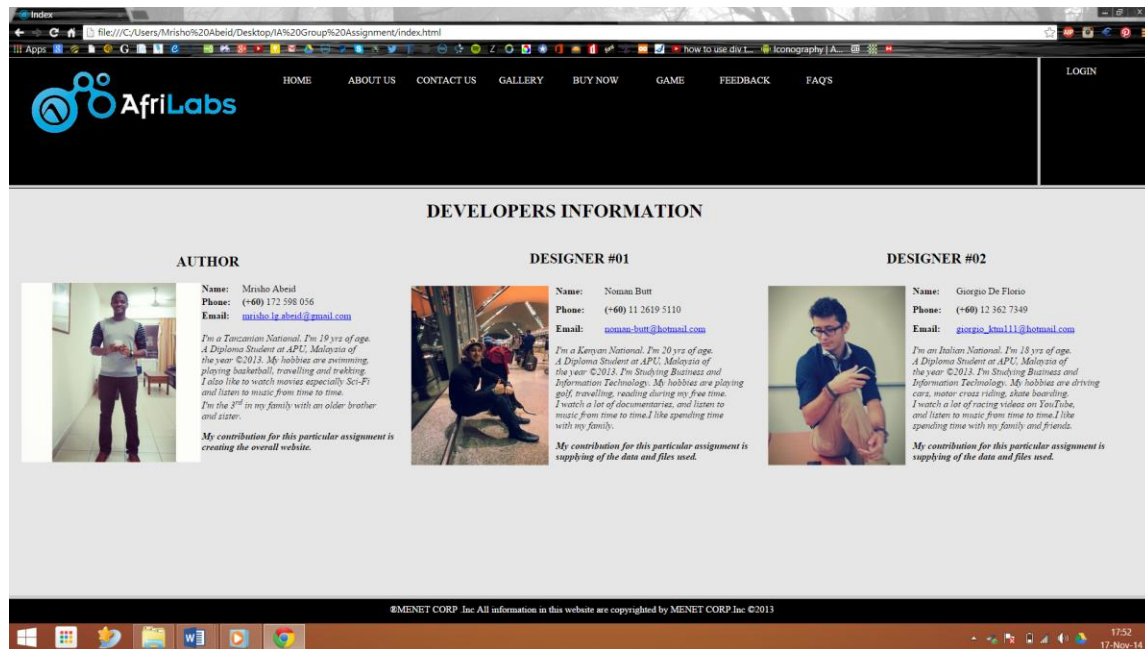 Index
file:///C:/Users/Mrisho%20Abeid/Desktop/IA%20Group%20Assignment/index.html
Apps
how to use div t...
Iconography | A...
AfriLabs
HOME ABOUT US CONTACT US GALLERY BUY NOW GAME FEEDBACK FAQ'S
LOGIN
DEVELOPERS INFORMATION
AUTHOR
Name: Mrisho Abeid
Phone: (+60) 172 598 056
Email: mrisho.lg.abeid@gmail.com
I'm a Tanzanian National. I'm 19 yrs of age.
A Diploma Student at APU, Malaysia of
the year ©2013. My hobbies are swimming,
playing basketball, travelling and trekking.
I also like to watch movies especially Sci-Fi
and listen to music from time to time.
I'm the 3rd in my family with an older brother
and sister.
My contribution for this particular assignment is
creating the overall website.
DESIGNER #01
Name: Noman Butt
Phone: (+60) 11 2619 5110
Email: noman-butt@hotmail.com
I'm a Kenyan National. I'm 20 yrs of age.
A Diploma Student at APU, Malaysia of
the year ©2013. I'm Studying Business and
Information Technology. My hobbies are playing
golf, travelling, reading during my free time.
I watch a lot of documentaries, and listen to
music from time to time.I like spending time
with my family.
My contribution for this particular assignment is
supplying of the data and files used.
DESIGNER #02
Name: Giorgio De Florio
Phone: (+60) 12 362 7349
Email: giorgio_ktm111@hotmail.com
I'm an Italian National. I'm 18 yrs of age.
A Diploma Student at APU, Malaysia of
the year ©2013. I'm Studying Business and
Information Technology. My hobbies are driving
cars, motor cross riding, skate boarding.
I watch a lot of racing videos on YouTube,
and listen to music from time to time.I like
spending time with my family and friends.
My contribution for this particular assignment is
supplying of the data and files used.
®MENET CORP .Inc All information in this website are copyrighted by MENET CORP.Inc ©2013
17:52
17-Nov-14